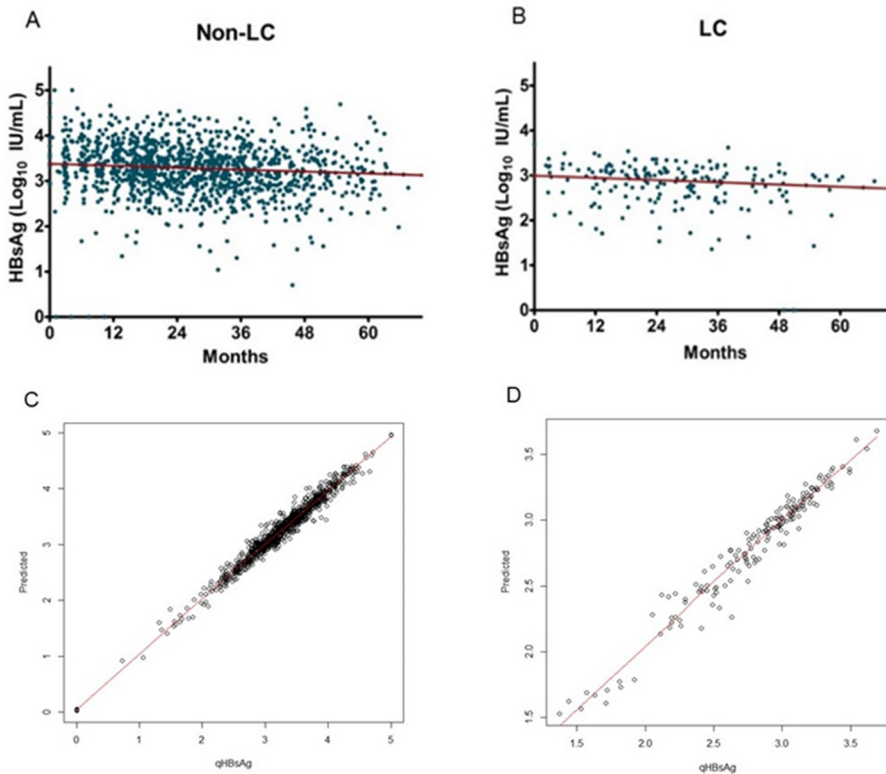 A
Non-LC
HBsAg (Log10 IU/mL)
5
4
3
2
1
0
0 12 24 36 48 60
Months
B
LC
HBsAg (Log10 IU/mL)
5
4
3
2
1
0
0 12 24 36 48 60
Months
C
Predicted
5
4
3
2
1
0
0 1 2 3 4 5
qHBsAg
D
Predicted
3.5
3.0
2.5
2.0
1.5
1.5 2.0 2.5 3.0 3.5
qHBsAg